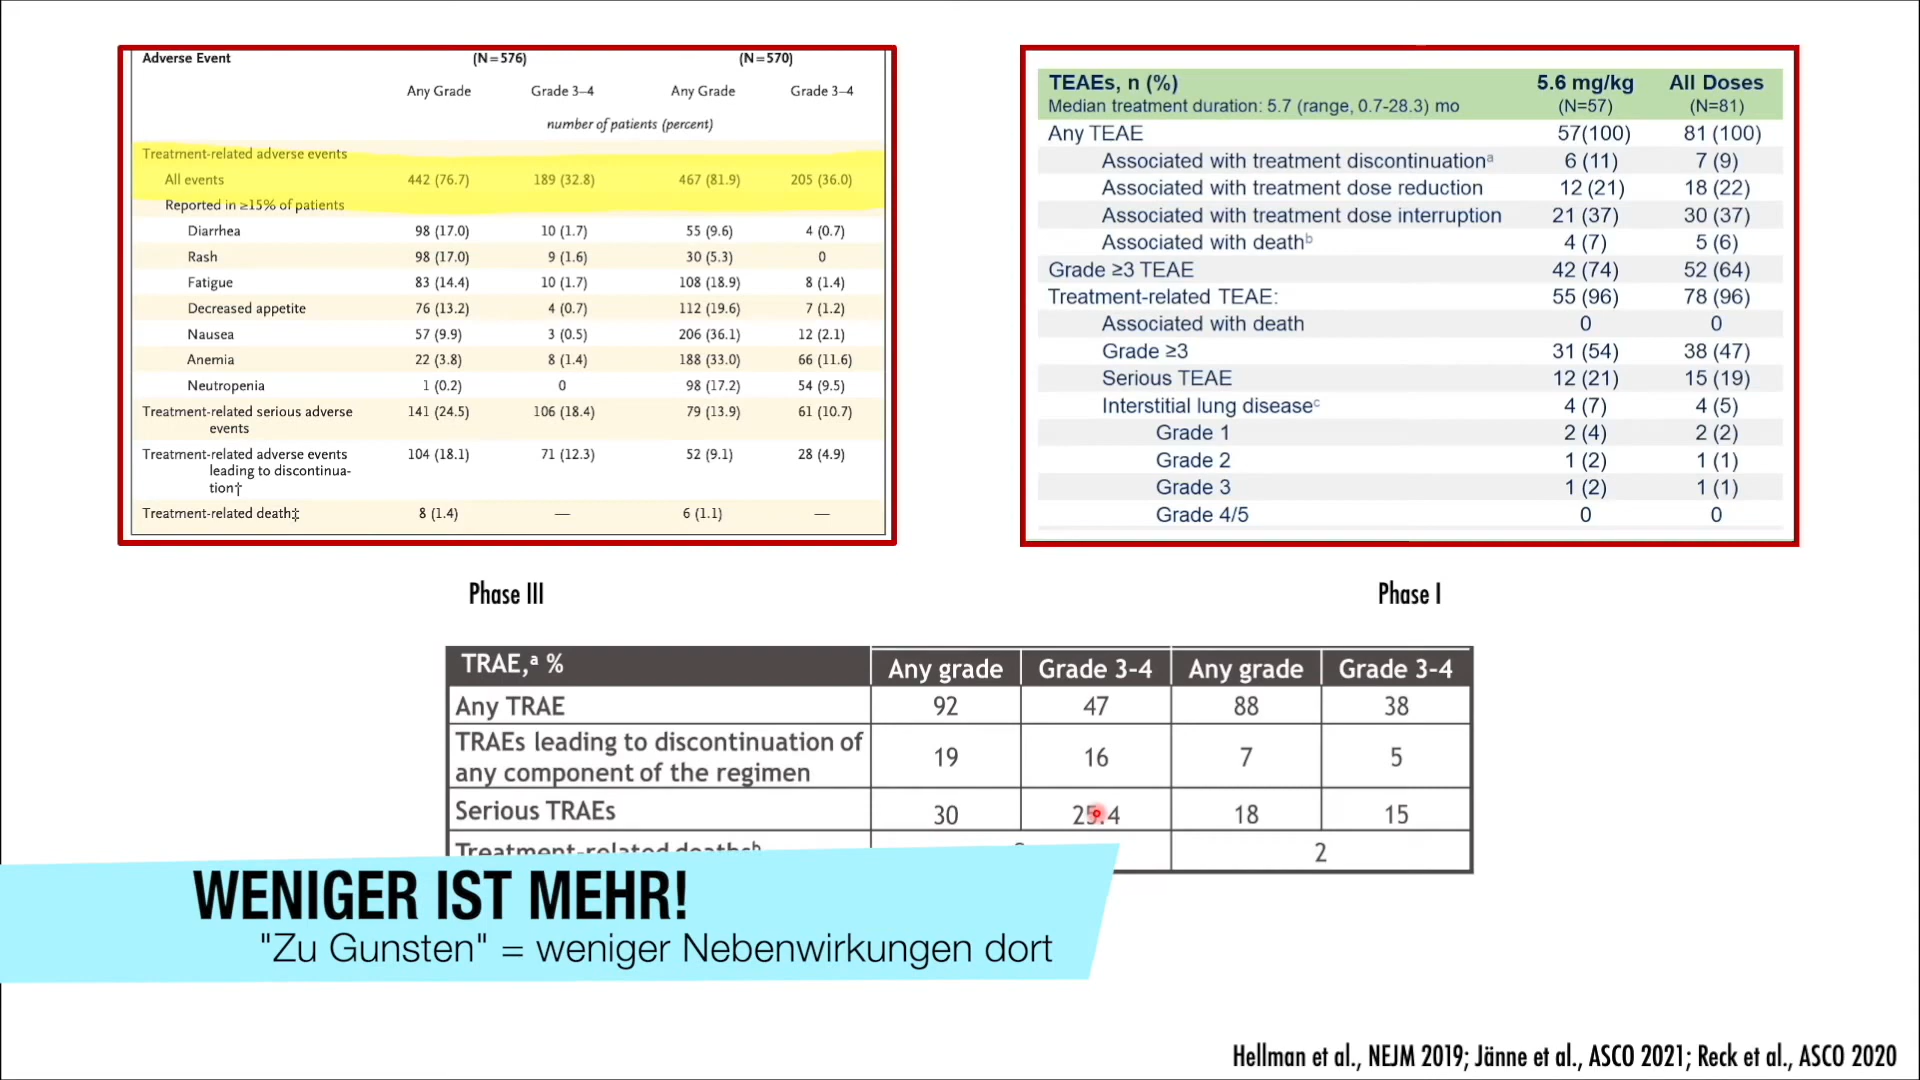 Adverse Event (N=576) (N=570)
Any Grade Grade 3–4 Any Grade Grade 3–4
number of patients (percent)
Treatment-related adverse events
All events 442 (76.7) 189 (32.8) 467 (81.9) 205 (36.0)
Reported in ≥15% of patients
Diarrhea 98 (17.0) 10 (1.7) 55 (9.6) 4 (0.7)
Rash 98 (17.0) 9 (1.6) 30 (5.3) 0
Fatigue 83 (14.4) 10 (1.7) 108 (18.9) 8 (1.4)
Decreased appetite 76 (13.2) 4 (0.7) 112 (19.6) 7 (1.2)
Nausea 57 (9.9) 3 (0.5) 206 (36.1) 12 (2.1)
Anemia 22 (3.8) 8 (1.4) 188 (33.0) 66 (11.6)
Neutropenia 1 (0.2) 0 98 (17.2) 54 (9.5)
Treatment-related serious adverse 141 (24.5) 106 (18.4) 79 (13.9) 61 (10.7)
events
Treatment-related adverse events 104 (18.1) 71 (12.3) 52 (9.1) 28 (4.9)
leading to discontinua-
tion†
Treatment-related death‡ 8 (1.4) — 6 (1.1) —
TEAEs, n (%) 5.6 mg/kg All Doses
Median treatment duration: 5.7 (range, 0.7-28.3) mo (N=57) (N=81)
Any TEAE 57(100) 81 (100)
Associated with treatment discontinuationᵃ 6 (11) 7 (9)
Associated with treatment dose reduction 12 (21) 18 (22)
Associated with treatment dose interruption 21 (37) 30 (37)
Associated with deathᵇ 4 (7) 5 (6)
Grade ≥3 TEAE 42 (74) 52 (64)
Treatment-related TEAE: 55 (96) 78 (96)
Associated with death 0 0
Grade ≥3 31 (54) 38 (47)
Serious TEAE 12 (21) 15 (19)
Interstitial lung diseaseᶜ 4 (7) 4 (5)
Grade 1 2 (4) 2 (2)
Grade 2 1 (2) 1 (1)
Grade 3 1 (2) 1 (1)
Grade 4/5 0 0
Phase III
Phase I
TRAE,ᵃ % Any grade Grade 3-4 Any grade Grade 3-4
Any TRAE 92 47 88 38
TRAEs leading to discontinuation of
any component of the regimen 19 16 7 5
Serious TRAEs 30 25.4 18 15
Treatment-related deathsᵇ 2
WENIGER IST MEHR!
"Zu Gunsten" = weniger Nebenwirkungen dort
Hellman et al., NEJM 2019; Jänne et al., ASCO 2021; Reck et al., ASCO 2020